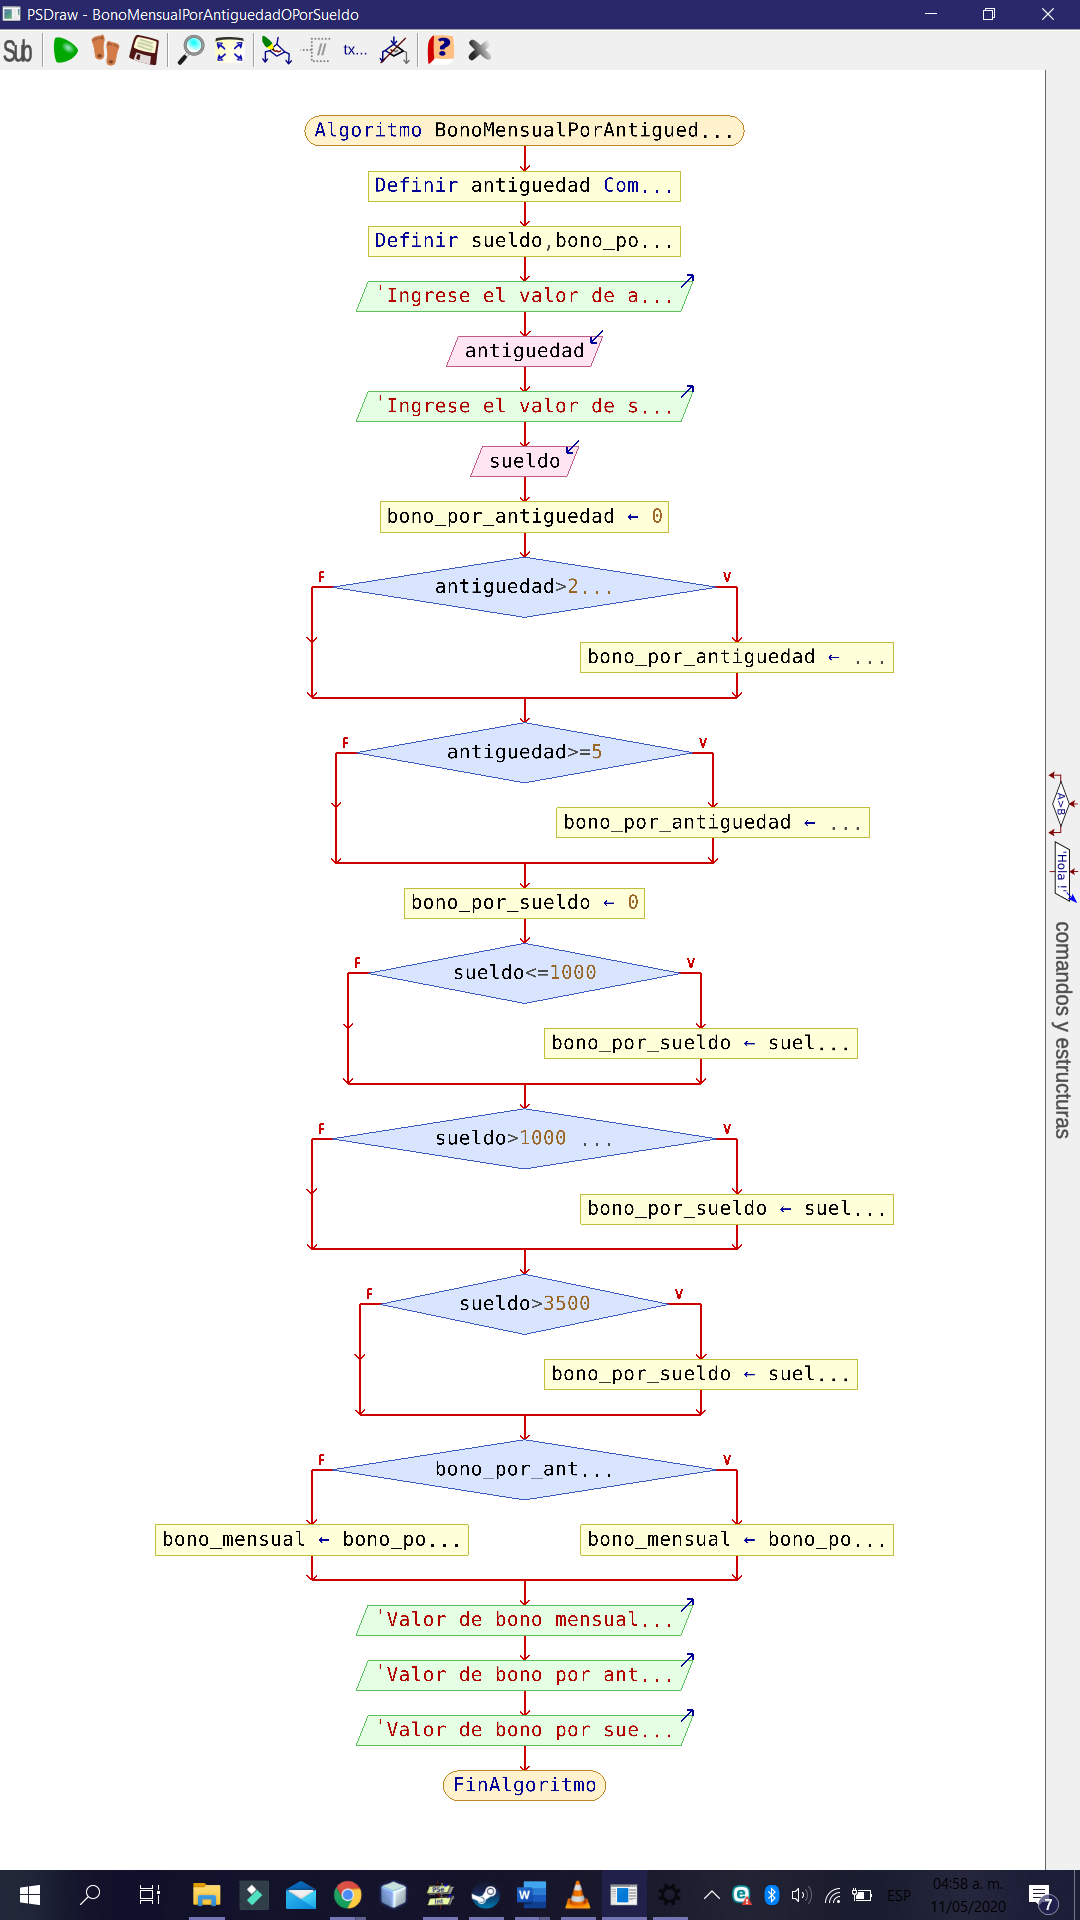 PSDraw - BonoMensualPorAntiguedadOPorSueldo
Sub
tx...
Algoritmo BonoMensualPorAntigued...
Definir antiguedad Com...
Definir sueldo,bono_po...
'Ingrese el valor de a...
antiguedad
'Ingrese el valor de s...
sueldo
bono_por_antiguedad ← 0
F
antiguedad>2...
V
bono_por_antiguedad ← ...
F
antiguedad>=5
V
bono_por_antiguedad ← ...
bono_por_sueldo ← 0
F
sueldo<=1000
V
bono_por_sueldo ← suel...
F
sueldo>1000 ...
V
bono_por_sueldo ← suel...
F
sueldo>3500
V
bono_por_sueldo ← suel...
F
bono_por_ant...
V
bono_mensual ← bono_po...
bono_mensual ← bono_po...
'Valor de bono mensual...
'Valor de bono por ant...
'Valor de bono por sue...
FinAlgoritmo
A>B
'Hola !'
comandos y estructuras
ESP
04:58 a. m.
11/05/2020
7